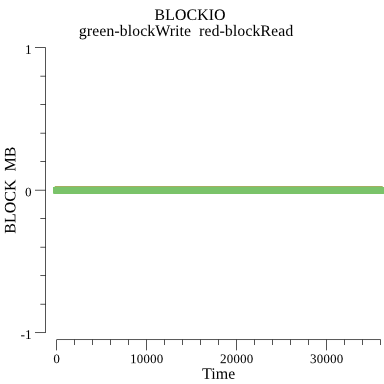 BLOCKIO
green-blockWrite  red-blockRead
1
BLOCK  MB
0
-1
0 10000 20000 30000
Time